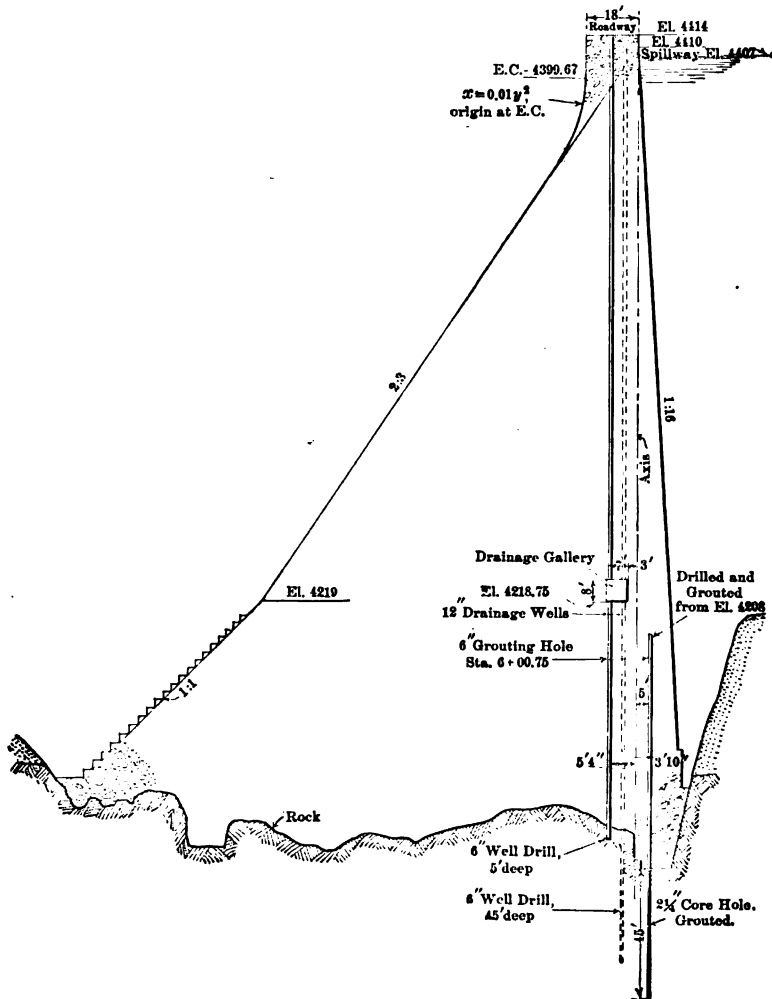 18'
Roadway
El. 4414
El. 4410
Spillway El. 4407
E.C.- 4399.67
x=0.01y²,
origin at E.C.
2:3
1:16
Axis
Drainage Gallery
7'
3'
8'
El. 4219
El. 4218.75
12" Drainage Wells
Drilled and
Grouted
from El. 4208
6" Grouting Hole
Sta. 6+00.75
5
1:1
5'4"
3'10"
Rock
6" Well Drill,
5' deep
6" Well Drill,
45' deep
2¼" Core Hole,
Grouted.
45'